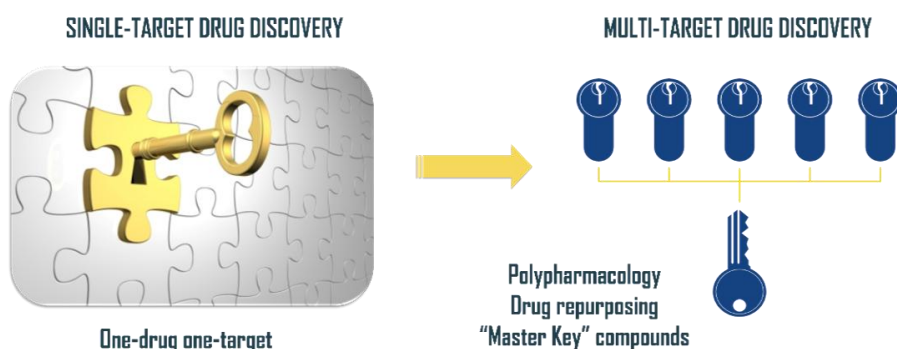 SINGLE-TARGET DRUG DISCOVERY
One-drug one-target
MULTI-TARGET DRUG DISCOVERY
Polypharmacology
Drug repurposing
“Master Key” compounds